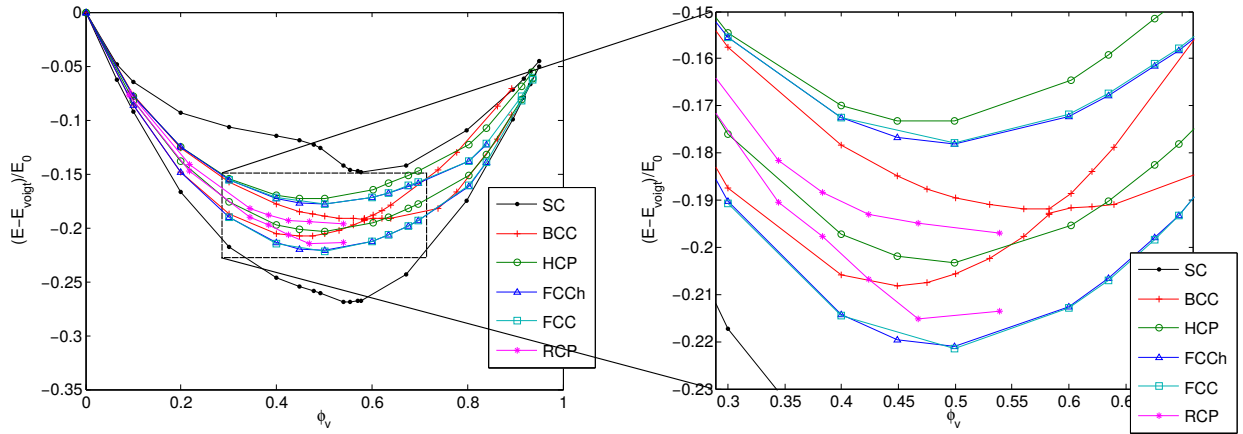 0
−0.05
−0.1
−0.15
−0.2
−0.25
−0.3
−0.35
(E−E_voigt)/E_0
0
0.2
0.4
0.6
0.8
1
ϕ_v
SC
BCC
HCP
FCCh
FCC
RCP
−0.15
−0.16
−0.17
−0.18
−0.19
−0.2
−0.21
−0.22
−0.23
(E−E_voigt)/E_0
0.3
0.35
0.4
0.45
0.5
0.55
0.6
ϕ_v
SC
BCC
HCP
FCCh
FCC
RCP